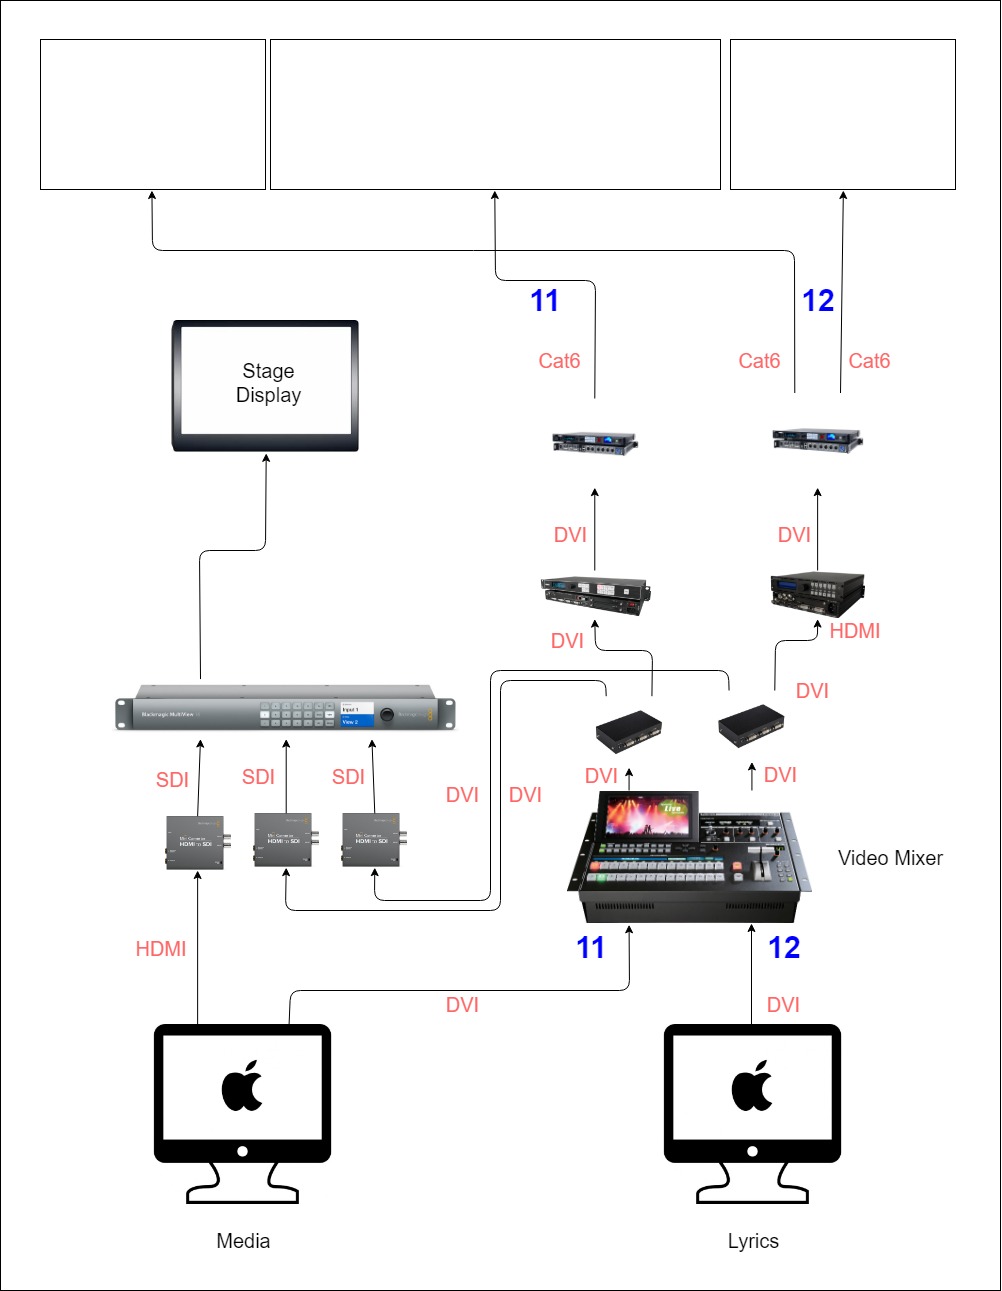 11
12
Cat6
Cat6
Cat6
Stage
Display
DVI
DVI
DVI
HDMI
DVI
Blackmagic MultiView
Input 1
View 2
SDI
SDI
SDI
DVI
DVI
DVI
DVI
Mini Converter
HDMI to SDI
Mini Converter
HDMI to SDI
Mini Converter
HDMI to SDI
Live
Video Mixer
11
12
HDMI
DVI
DVI
Media
Lyrics